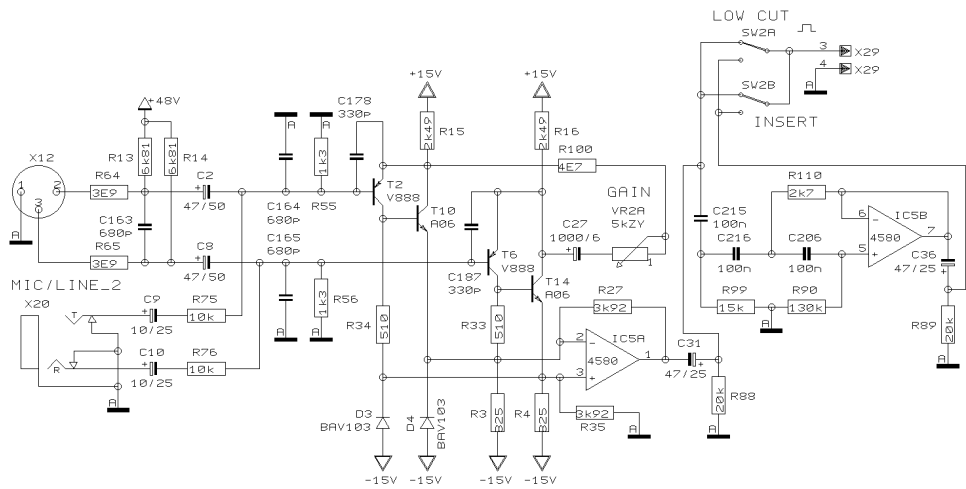 LOW CUT
SW2A
3
X29
4
X29
A
SW2B
INSERT
+15V
+15V
+48V
C178
330p
A
A
R15
2k49
R16
2k49
R100
4E7
X12
R13
6k81
R14
6k81
1
2
3
R64
3E9
C2
47/50
1k3
R55
T2
V888
GAIN
VR2A
5kZY
R110
2k7
C163
680p
C164
680p
T10
A06
C27
1000/6
1
C215
100n
C216
100n
C206
100n
6
5
IC5B
4580
7
C36
47/25
A
R65
3E9
C8
47/50
C165
680p
T6
V888
C187
330p
T14
A06
MIC/LINE_2
X20
T
R
C9
10/25
R75
10k
C10
10/25
R76
10k
A
A
1k3
R56
A
R34
510
R33
510
R27
3k92
R99
15k
R90
130k
A
R89
20k
A
2
3
IC5A
4580
1
C31
47/25
D3
BAV103
D4
BAV103
R3
825
R4
825
3k92
R35
A
R88
20k
A
-15V
-15V
-15V
-15V